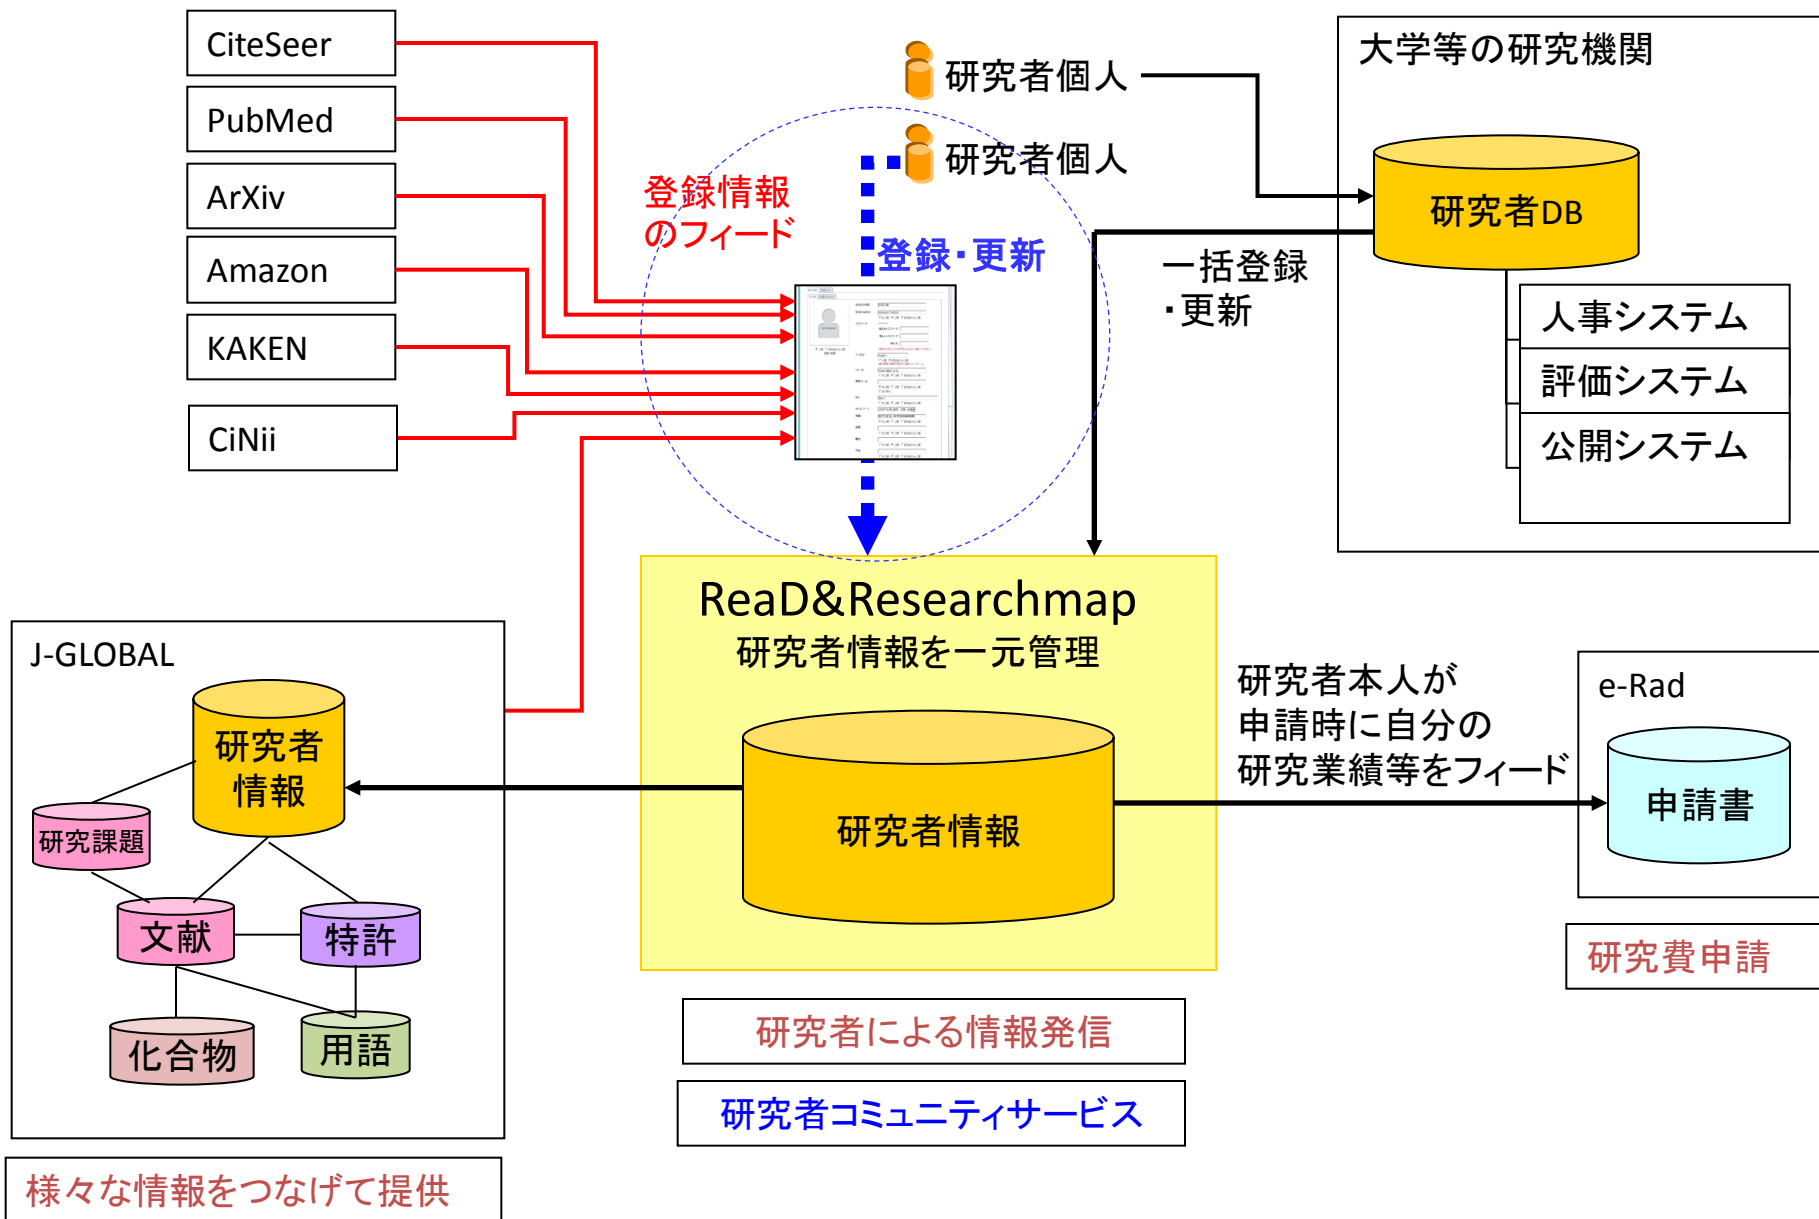 CiteSeer
PubMed
ArXiv
Amazon
KAKEN
CiNii
研究者個人
研究者個人
登録情報
のフィード
登録・更新
大学等の研究機関
研究者DB
人事システム
評価システム
公開システム
一括登録
・更新
ReaD&Researchmap
研究者情報を一元管理
研究者情報
J-GLOBAL
研究者
情報
研究課題
文献
特許
化合物
用語
様々な情報をつなげて提供
研究者本人が
申請時に自分の
研究業績等をフィード
e-Rad
申請書
研究費申請
研究者による情報発信
研究者コミュニティサービス